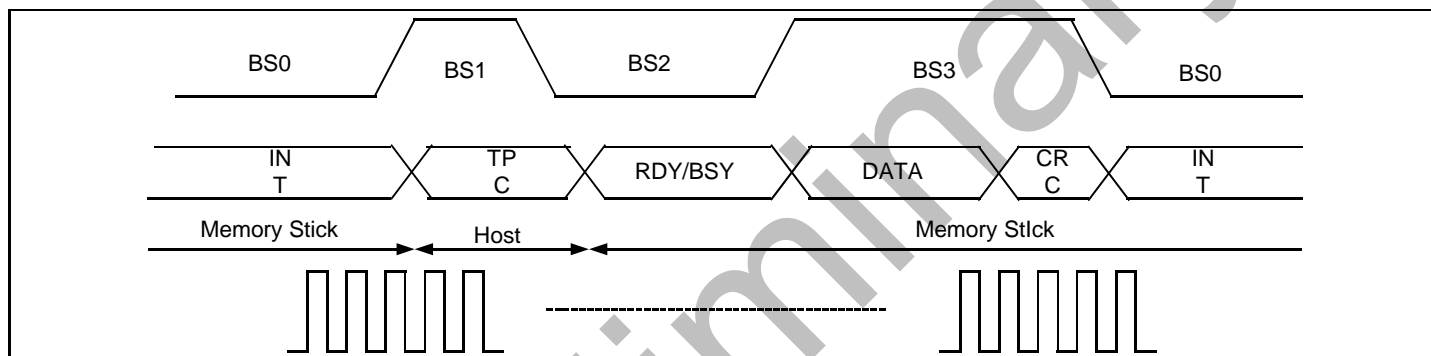 BS0 BS1 BS2 BS3 BS0
IN
T TP
C RDY/BSY DATA CR
C IN
T
Memory Stick Host Memory StIck